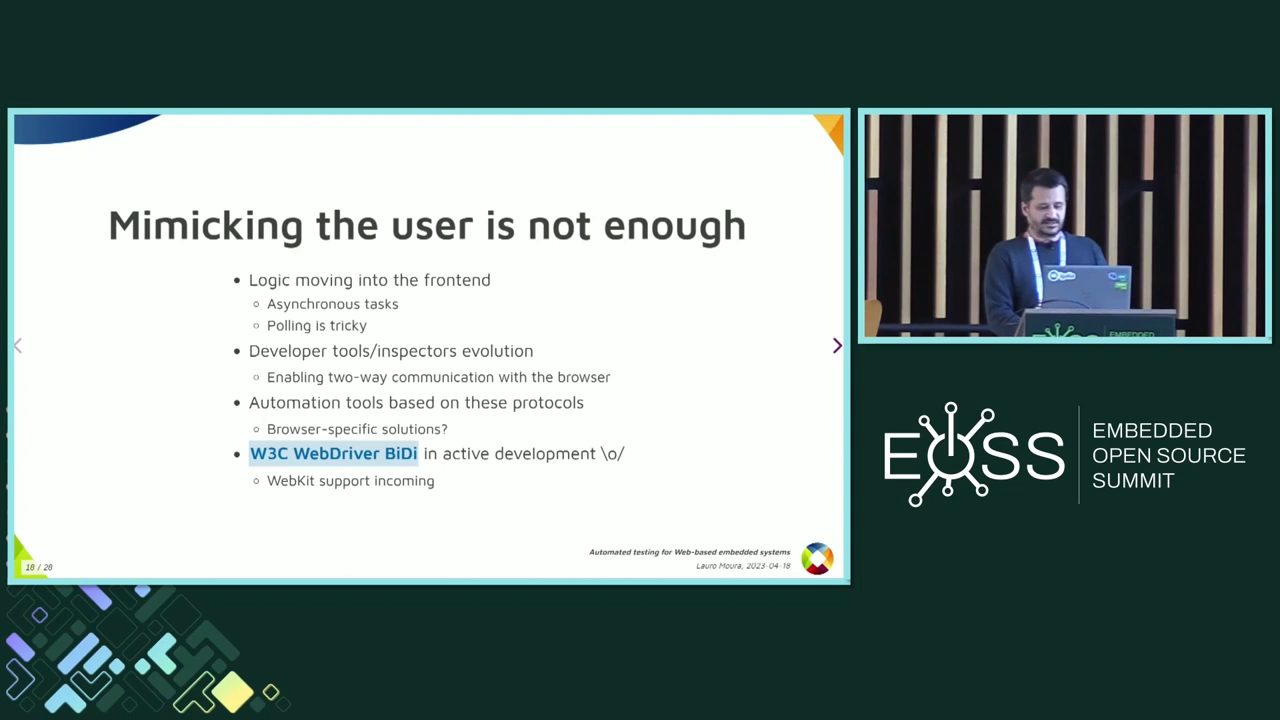 Mimicking the user is not enough
Logic moving into the frontend
Asynchronous tasks
Polling is tricky
Developer tools/inspectors evolution
Enabling two-way communication with the browser
Automation tools based on these protocols
Browser-specific solutions?
W3C WebDriver BiDi in active development \o/
WebKit support incoming
Automated testing for Web-based embedded systems
Lauro Moura, 2023-04-18
18 / 28
EOSS
EMBEDDED
OPEN SOURCE
SUMMIT
EMBEDDED